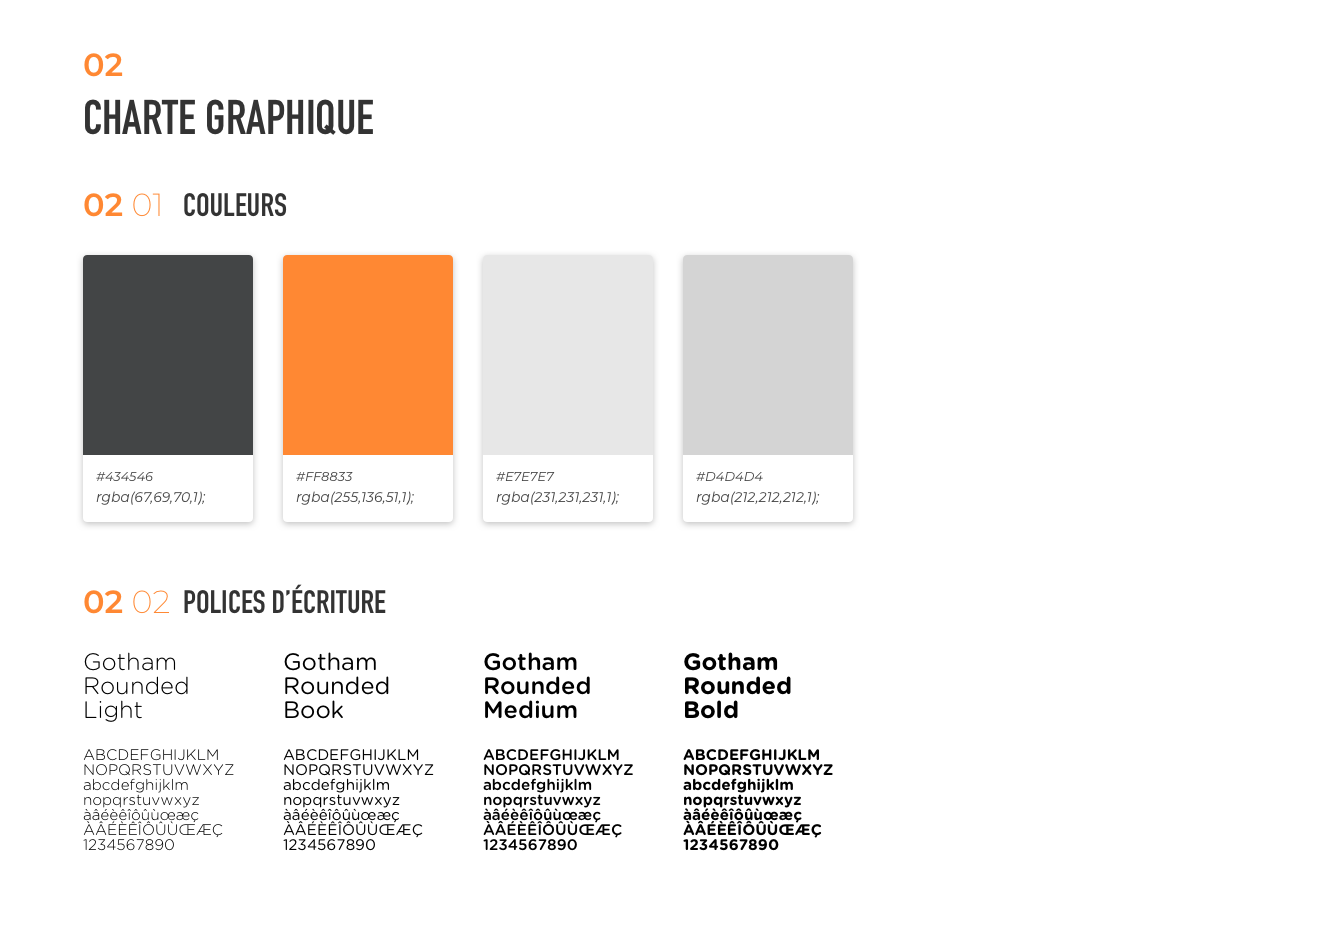 02
CHARTE GRAPHIQUE
02 01 COULEURS
#434546
rgba(67,69,70,1);
#FF8833
rgba(255,136,51,1);
#E7E7E7
rgba(231,231,231,1);
#D4D4D4
rgba(212,212,212,1);
02 02 POLICES D’ÉCRITURE
Gotham
Rounded
Light
ABCDEFGHIJKLM
NOPQRSTUVWXYZ
abcdefghijklm
nopqrstuvwxyz
àâéèêîôûùœæç
ÀÂÉÈÊÎÔÛÙŒÆÇ
1234567890
Gotham
Rounded
Book
ABCDEFGHIJKLM
NOPQRSTUVWXYZ
abcdefghijklm
nopqrstuvwxyz
àâéèêîôûùœæç
ÀÂÉÈÊÎÔÛÙŒÆÇ
1234567890
Gotham
Rounded
Medium
ABCDEFGHIJKLM
NOPQRSTUVWXYZ
abcdefghijklm
nopqrstuvwxyz
àâéèêîôûùœæç
ÀÂÉÈÊÎÔÛÙŒÆÇ
1234567890
Gotham
Rounded
Bold
ABCDEFGHIJKLM
NOPQRSTUVWXYZ
abcdefghijklm
nopqrstuvwxyz
àâéèêîôûùœæç
ÀÂÉÈÊÎÔÛÙŒÆÇ
1234567890